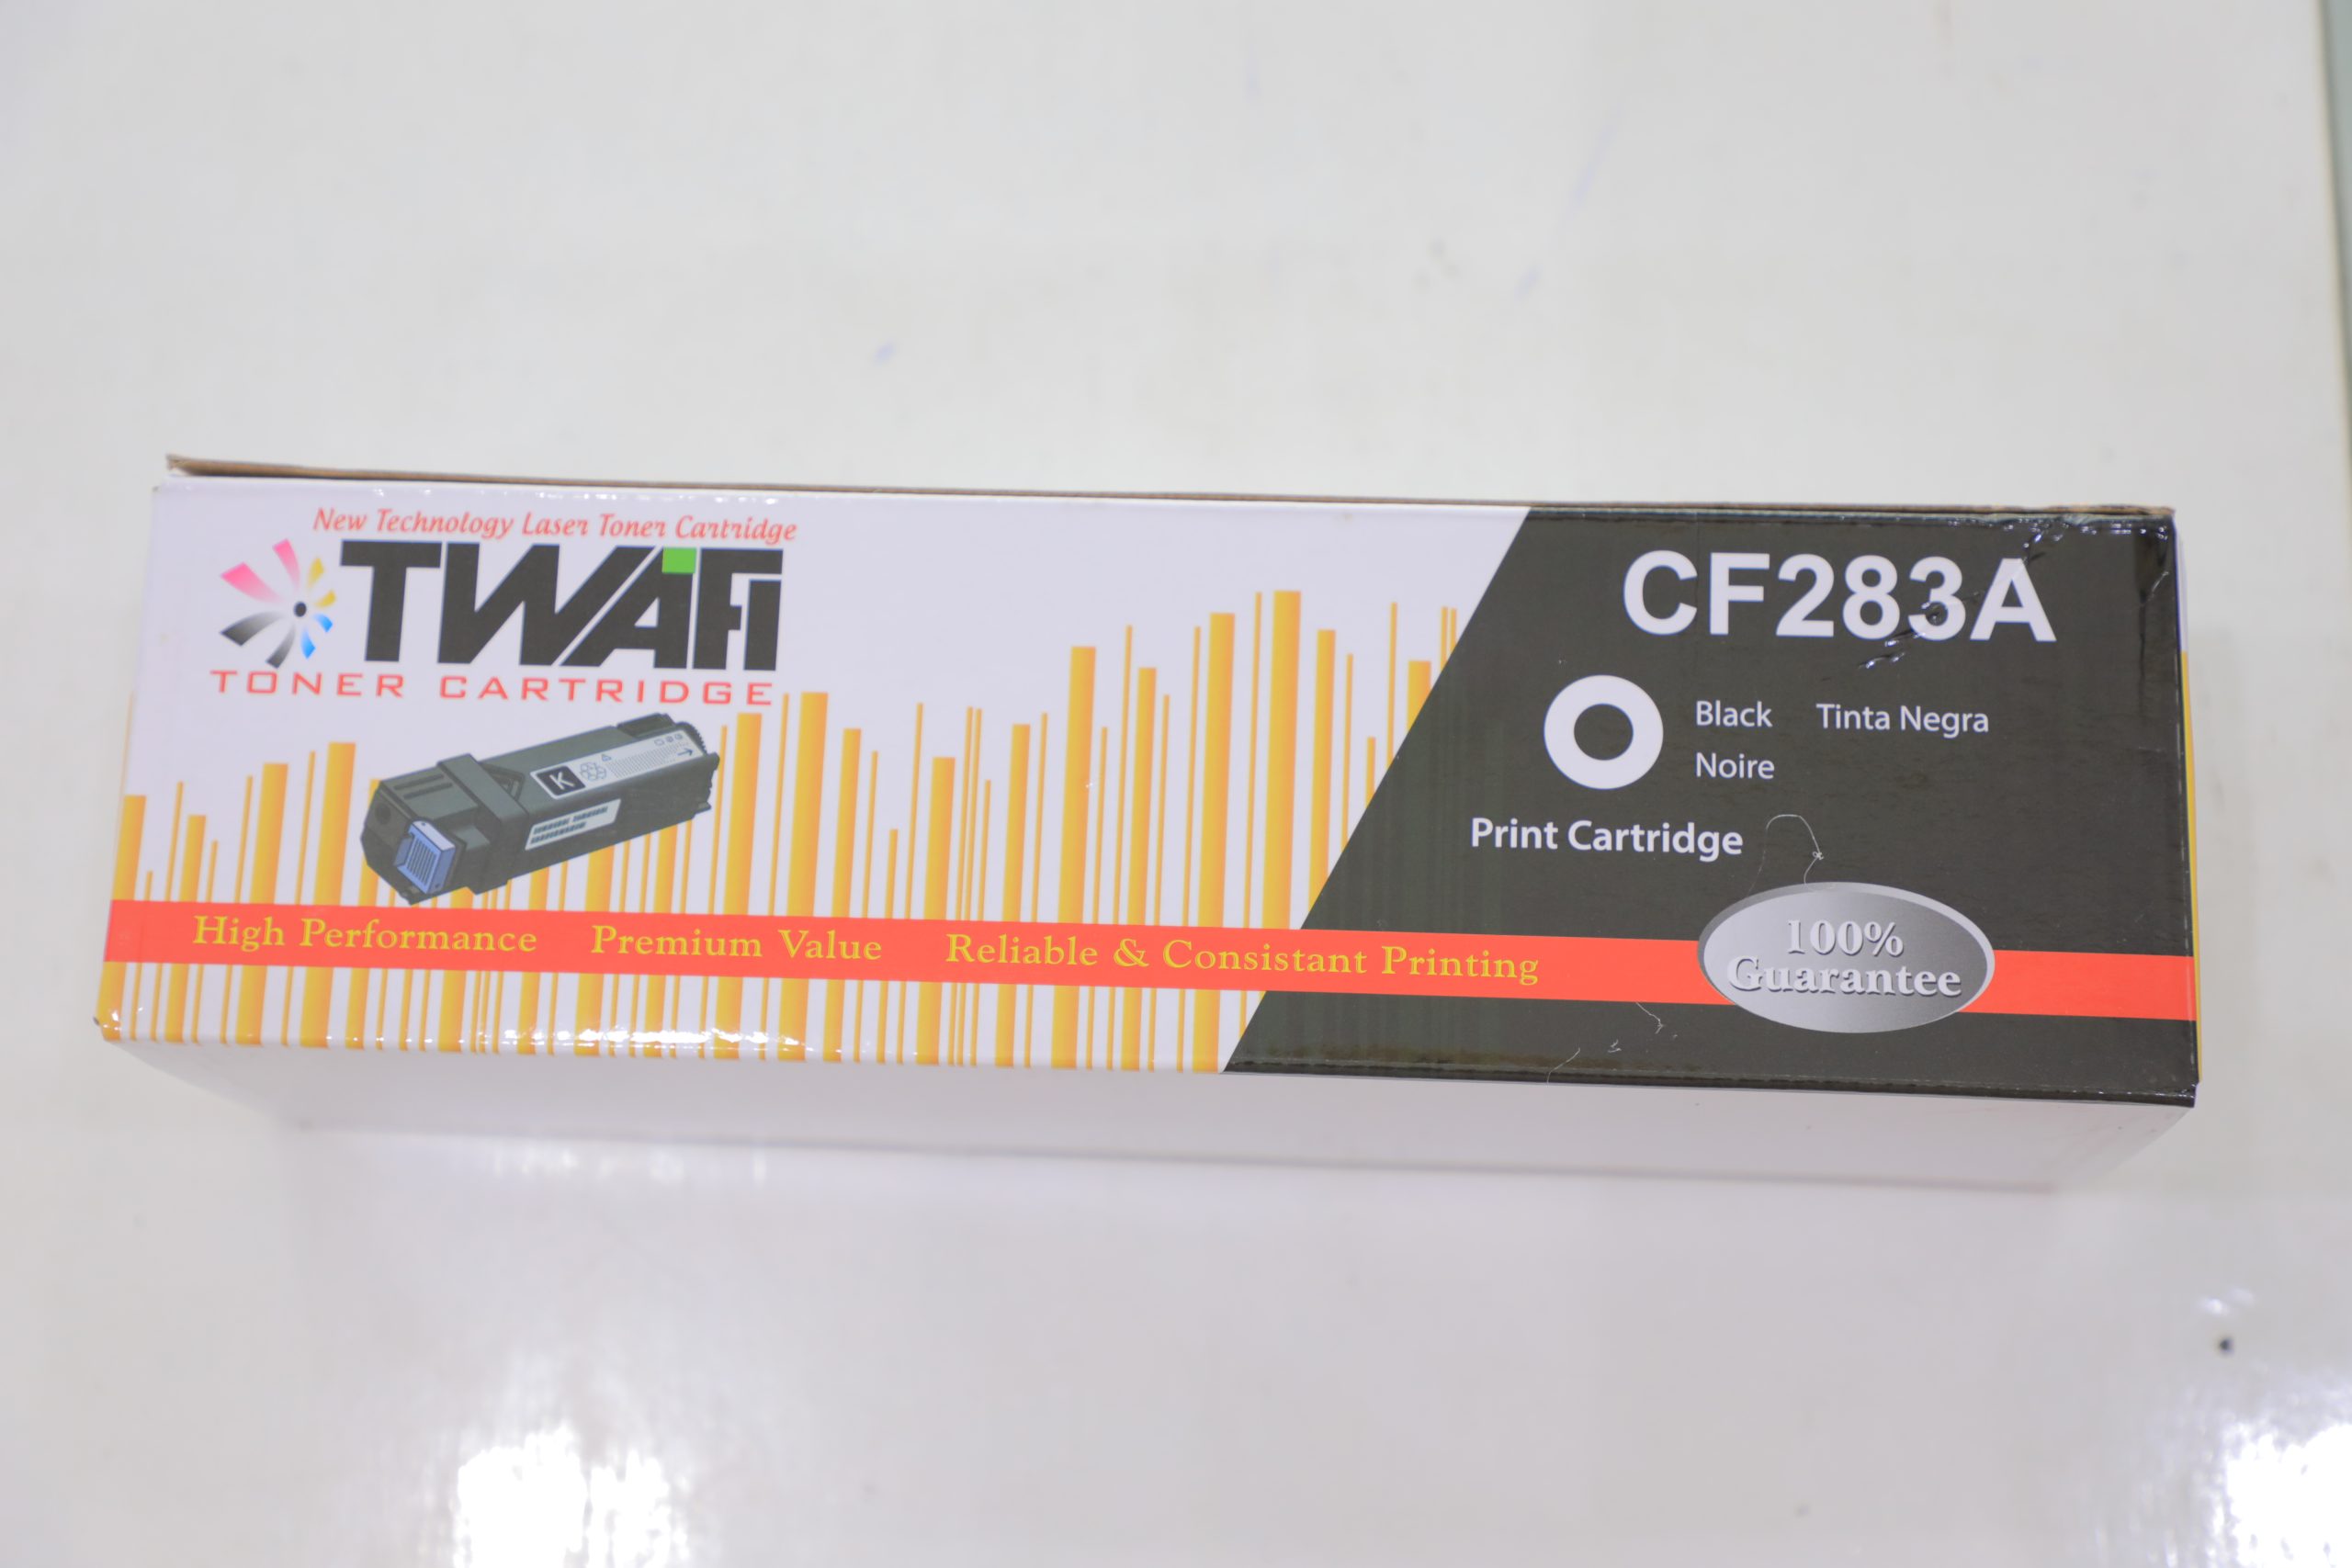 New Technology Laser Toner Cartridge
TWAFI
TONER CARTRIDGE
K
High Performance Premium Value Reliable & Consistant Printing
CF283A
Black Tinta Negra
Noire
Print Cartridge
100%
Guarantee